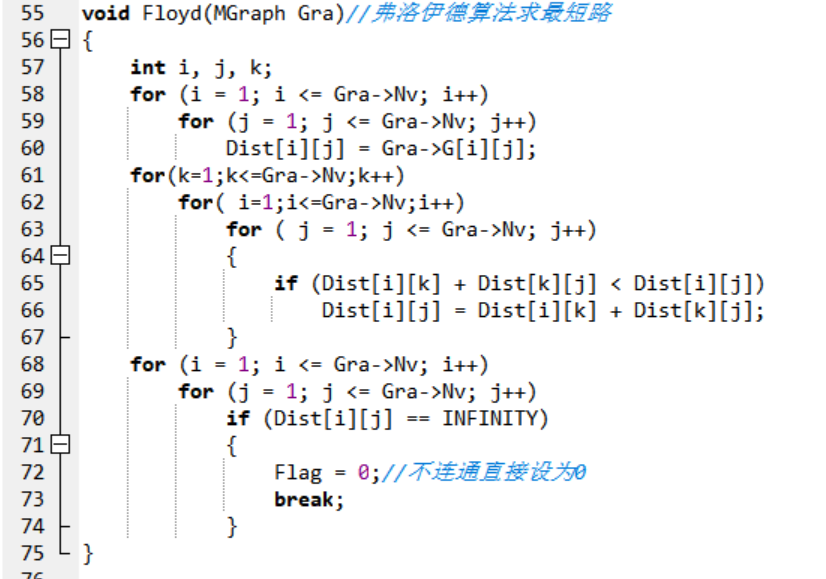 55 void Floyd(MGraph Gra)//弗洛伊德算法求最短路
56 {
57 int i, j, k;
58 for (i = 1; i <= Gra->Nv; i++)
59 for (j = 1; j <= Gra->Nv; j++)
60 Dist[i][j] = Gra->G[i][j];
61 for(k=1;k<=Gra->Nv;k++)
62 for( i=1;i<=Gra->Nv;i++)
63 for ( j = 1; j <= Gra->Nv; j++)
64 {
65 if (Dist[i][k] + Dist[k][j] < Dist[i][j])
66 Dist[i][j] = Dist[i][k] + Dist[k][j];
67 }
68 for (i = 1; i <= Gra->Nv; i++)
69 for (j = 1; j <= Gra->Nv; j++)
70 if (Dist[i][j] == INFINITY)
71 {
72 Flag = 0;//不连通直接设为0
73 break;
74 }
75 }
76